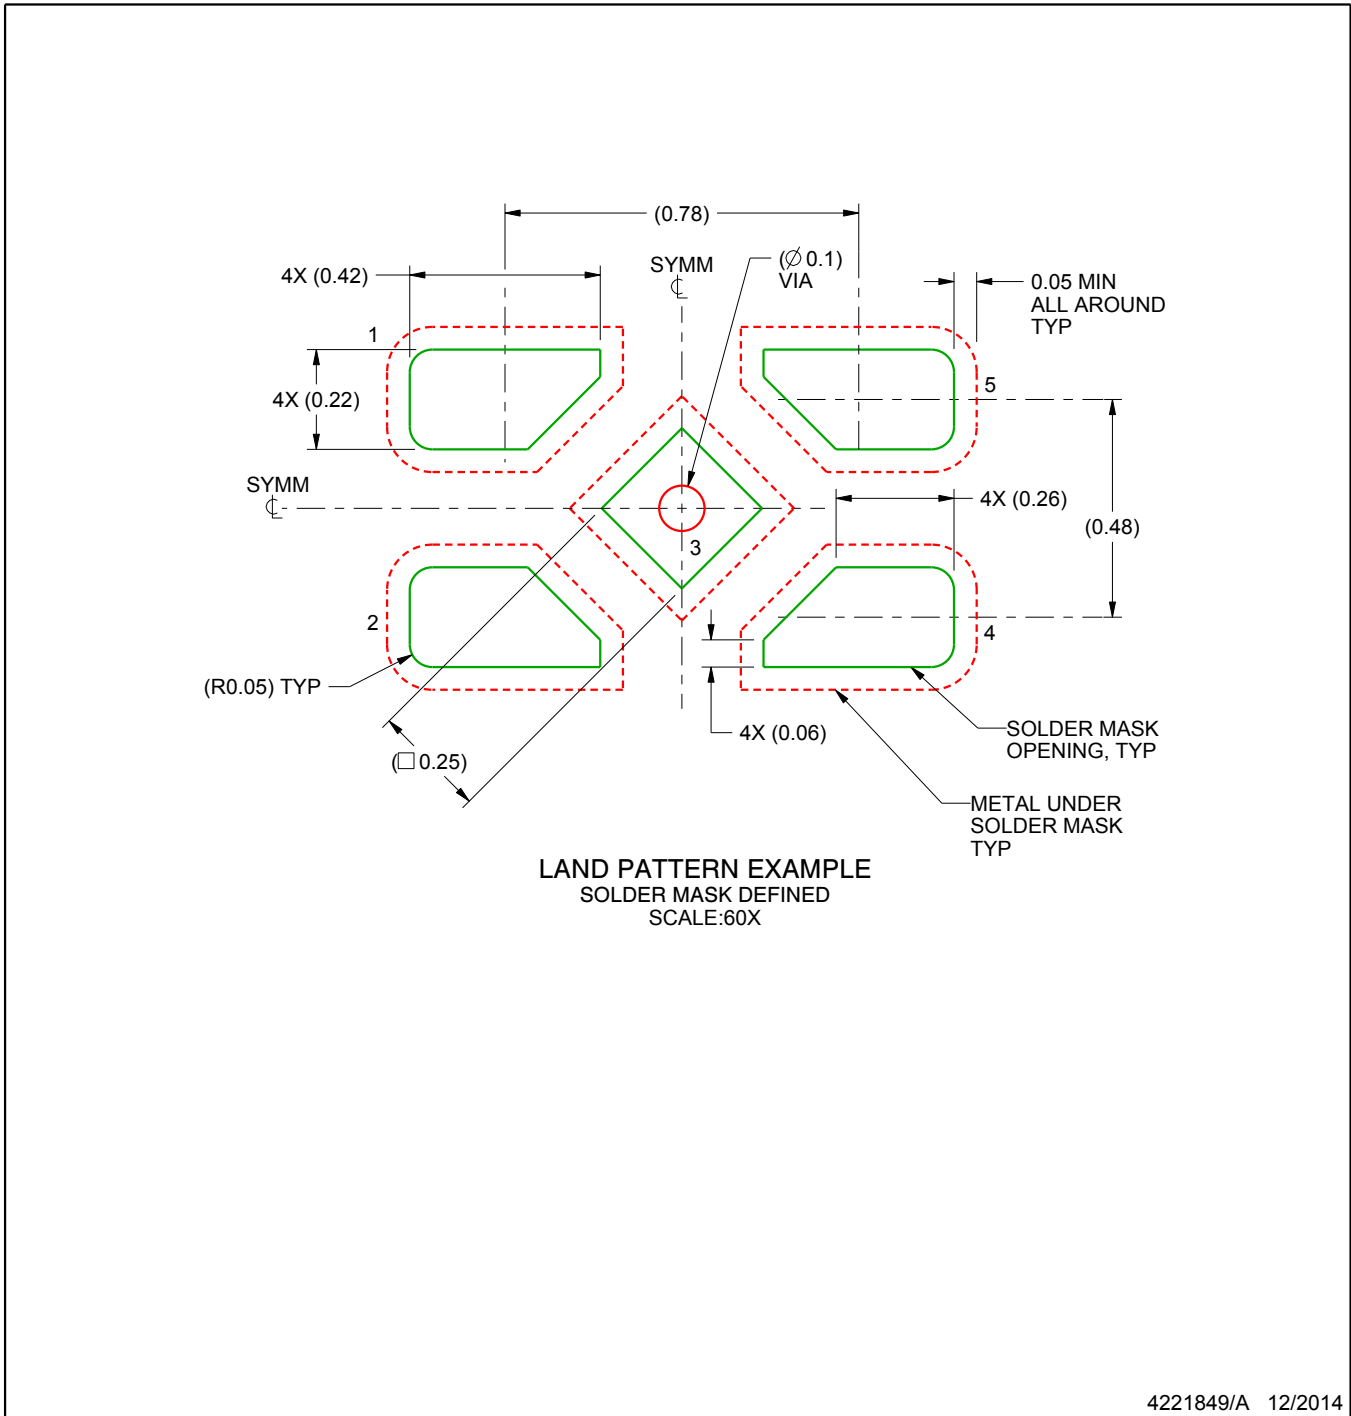 (0.78)
SYMM
℄
(∅ 0.1)
VIA
4X (0.42)
0.05 MIN
ALL AROUND
TYP
1
5
4X (0.22)
SYMM
℄
4X (0.26)
(0.48)
3
2
4
(R0.05) TYP
4X (0.06)
SOLDER MASK
OPENING, TYP
(□ 0.25)
METAL UNDER
SOLDER MASK
TYP
LAND PATTERN EXAMPLE
SOLDER MASK DEFINED
SCALE:60X
4221849/A 12/2014